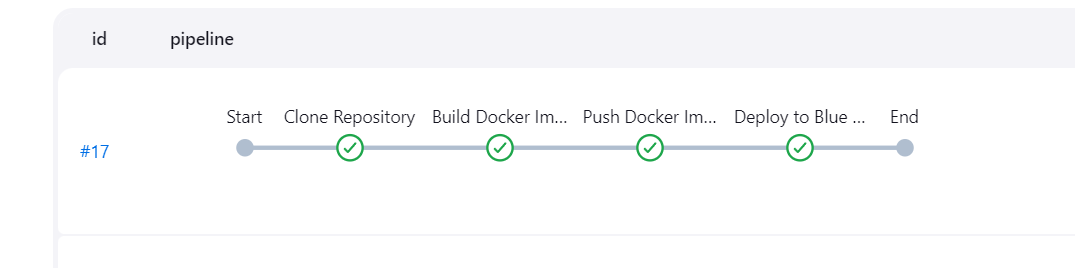 id pipeline
Start Clone Repository Build Docker Im... Push Docker Im... Deploy to Blue ... End
#17